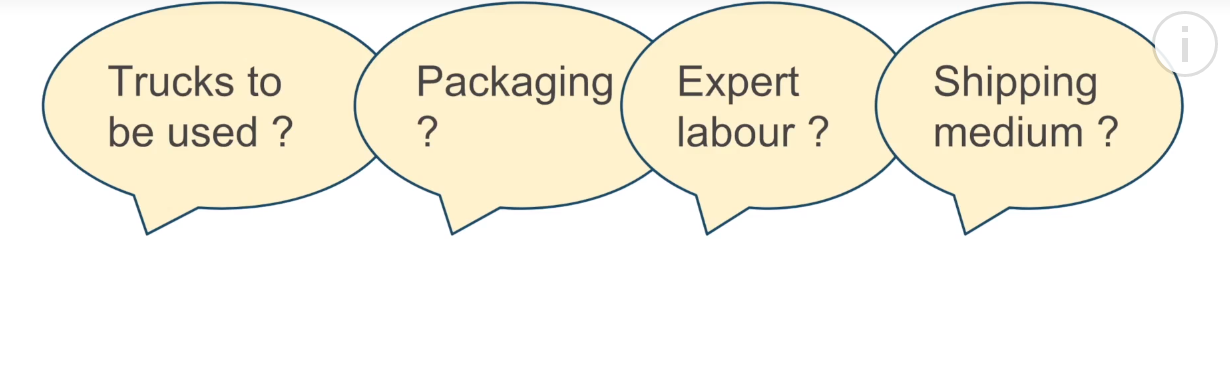 Trucks to
be used ?
Packaging
?
Expert
labour ?
Shipping
medium ?
i